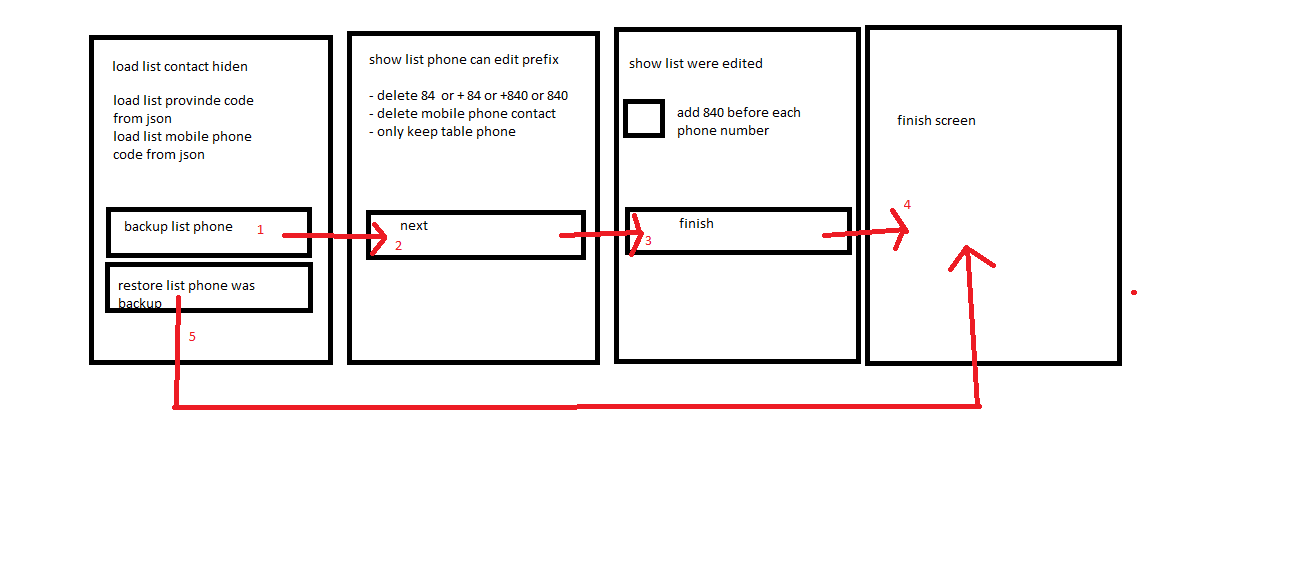 load list contact hiden
load list provinde code
from json
load list mobile phone
code from json
backup list phone 1
restore list phone was
backup
5
show list phone can edit prefix
- delete 84 or + 84 or +840 or 840
- delete mobile phone contact
- only keep table phone
next
2
show list were edited
add 840 before each
phone number
finish
3
finish screen
4